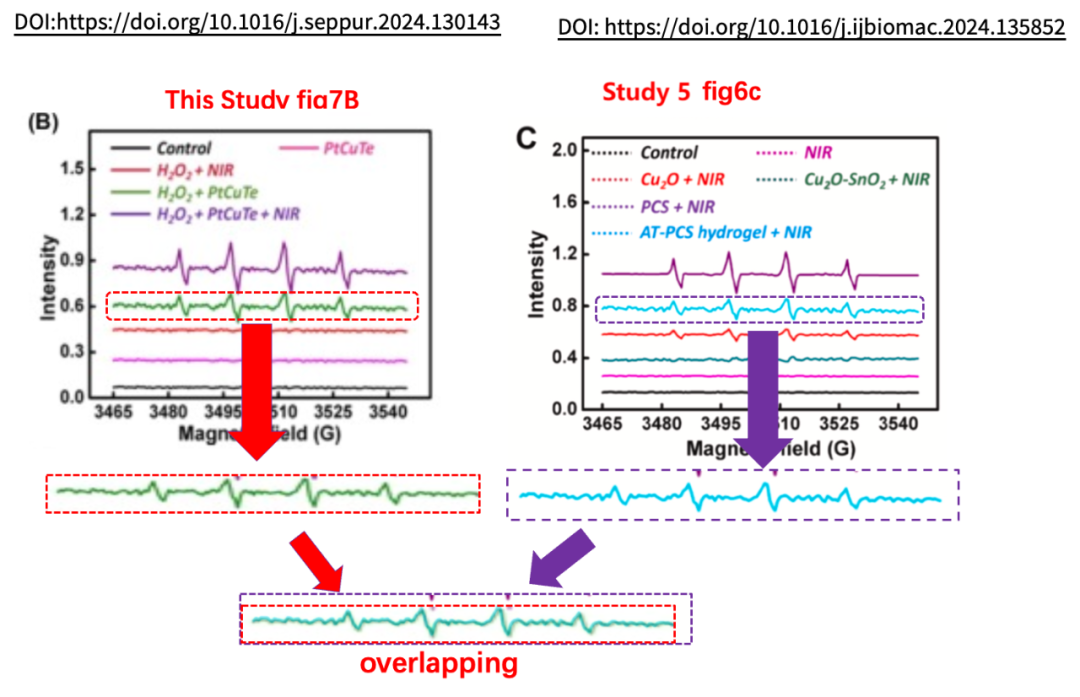 DOI:https://doi.org/10.1016/j.seppur.2024.130143
DOI: https://doi.org/10.1016/j.ijbiomac.2024.135852
This Study fig7B
Study 5 fig6c
(B)
Control
PtCuTe
H₂O₂ + NIR
H₂O₂ + PtCuTe
H₂O₂ + PtCuTe + NIR
1.5
1.2
0.9
0.6
0.3
0.0
Intensity
3465 3480 3495 3510 3525 3540
Magnetic Field (G)
C
Control
NIR
Cu₂O + NIR
Cu₂O-SnO₂ + NIR
PCS + NIR
AT-PCS hydrogel + NIR
2.0
1.6
1.2
0.8
0.4
0.0
Intensity
3465 3480 3495 3510 3525 3540
Magnetic Field (G)
overlapping